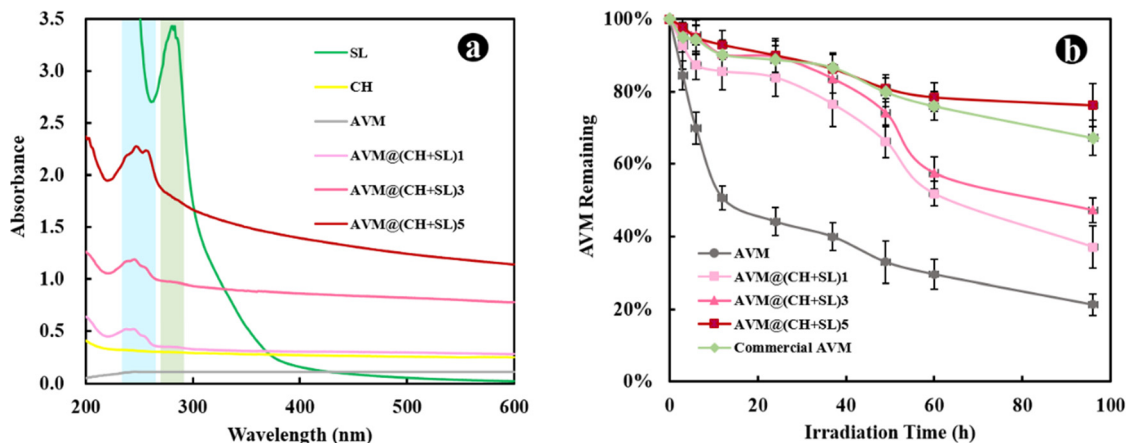 a
Absorbance
3.5
3.0
2.5
2.0
1.5
1.0
0.5
0.0
200
300
400
500
600
Wavelength (nm)
SL
CH
AVM
AVM@(CH+SL)1
AVM@(CH+SL)3
AVM@(CH+SL)5
b
AVM Remaining
100%
80%
60%
40%
20%
0%
0
20
40
60
80
100
Irradiation Time (h)
AVM
AVM@(CH+SL)1
AVM@(CH+SL)3
AVM@(CH+SL)5
Commercial AVM